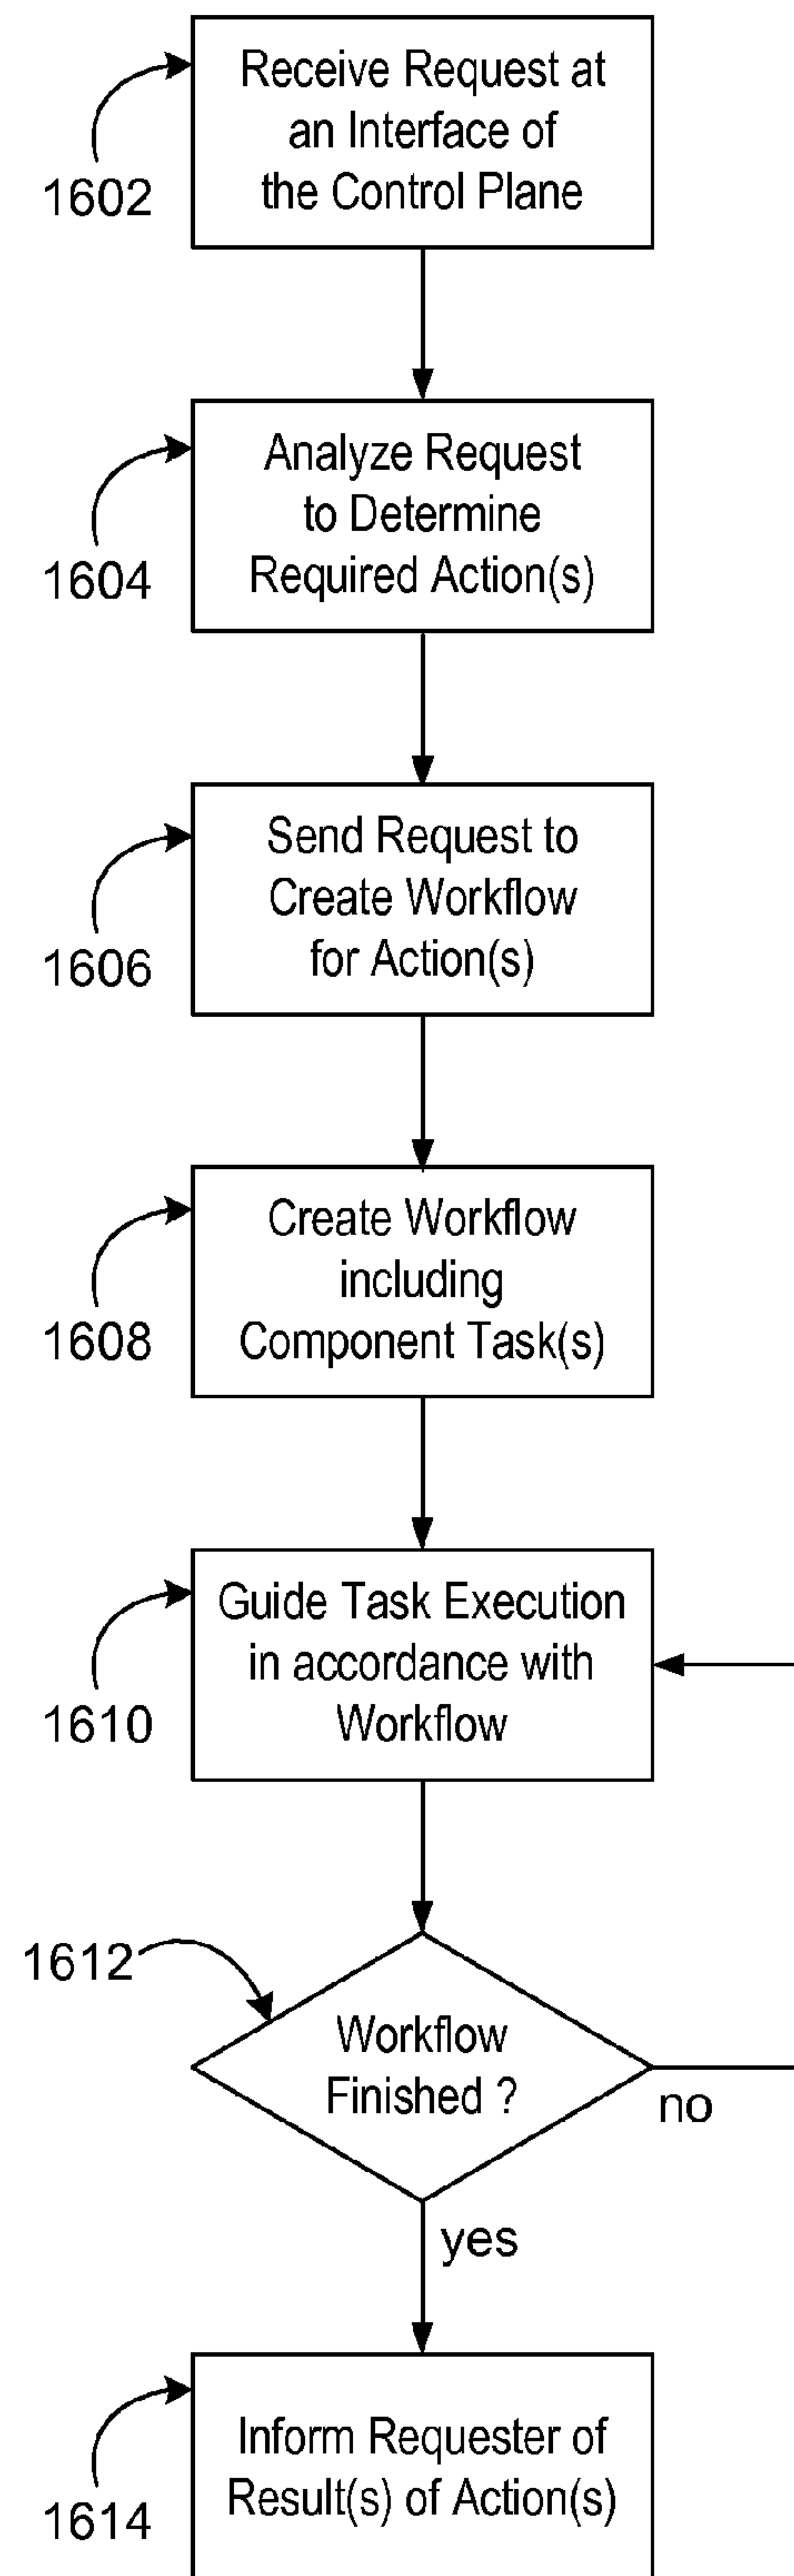 Receive Request at
an Interface of
the Control Plane
1602
Analyze Request
to Determine
Required Action(s)
1604
Send Request to
Create Workflow
for Action(s)
1606
Create Workflow
including
Component Task(s)
1608
Guide Task Execution
in accordance with
Workflow
1610
1612
Workflow
Finished ?
no
yes
Inform Requester of
Result(s) of Action(s)
1614